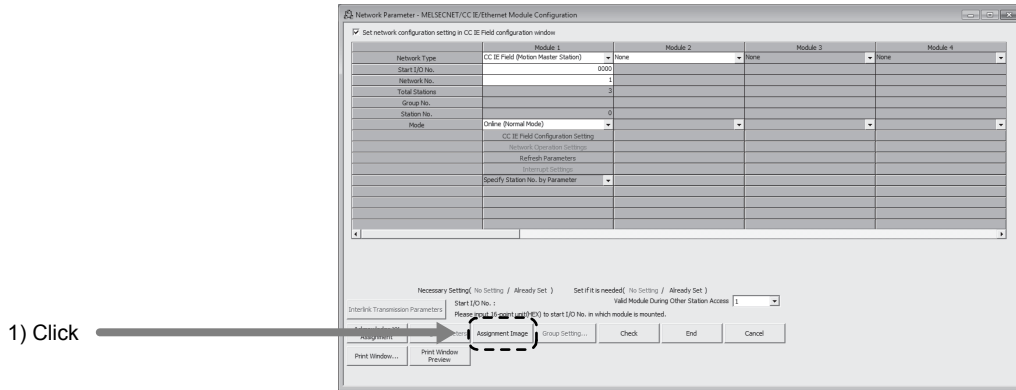 Network Parameter - MELSECNET/CC IE/Ethernet Module Configuration
Set network configuration setting in CC IE Field configuration window
Module 1 Module 2 Module 3 Module 4
Network Type CC IE Field (Motion Master Station) None None None
Start I/O No. 0000
Network No. 1
Total Stations 3
Group No.
Station No. 0
Mode Online (Normal Mode)
CC IE Field Configuration Setting
Network Operation Settings
Refresh Parameters
Interrupt Settings
Specify Station No. by Parameter
Necessary Setting( No Setting / Already Set ) Set if it is needed( No Setting / Already Set )
Interlink Transmission Parameters Start I/O No. : Valid Module During Other Station Access 1
Please input 16-point unit(HEX) to start I/O No. in which module is mounted.
1) Click
Assignment Assignment Image Group Setting... Check End Cancel
Print Window... Print Window Preview